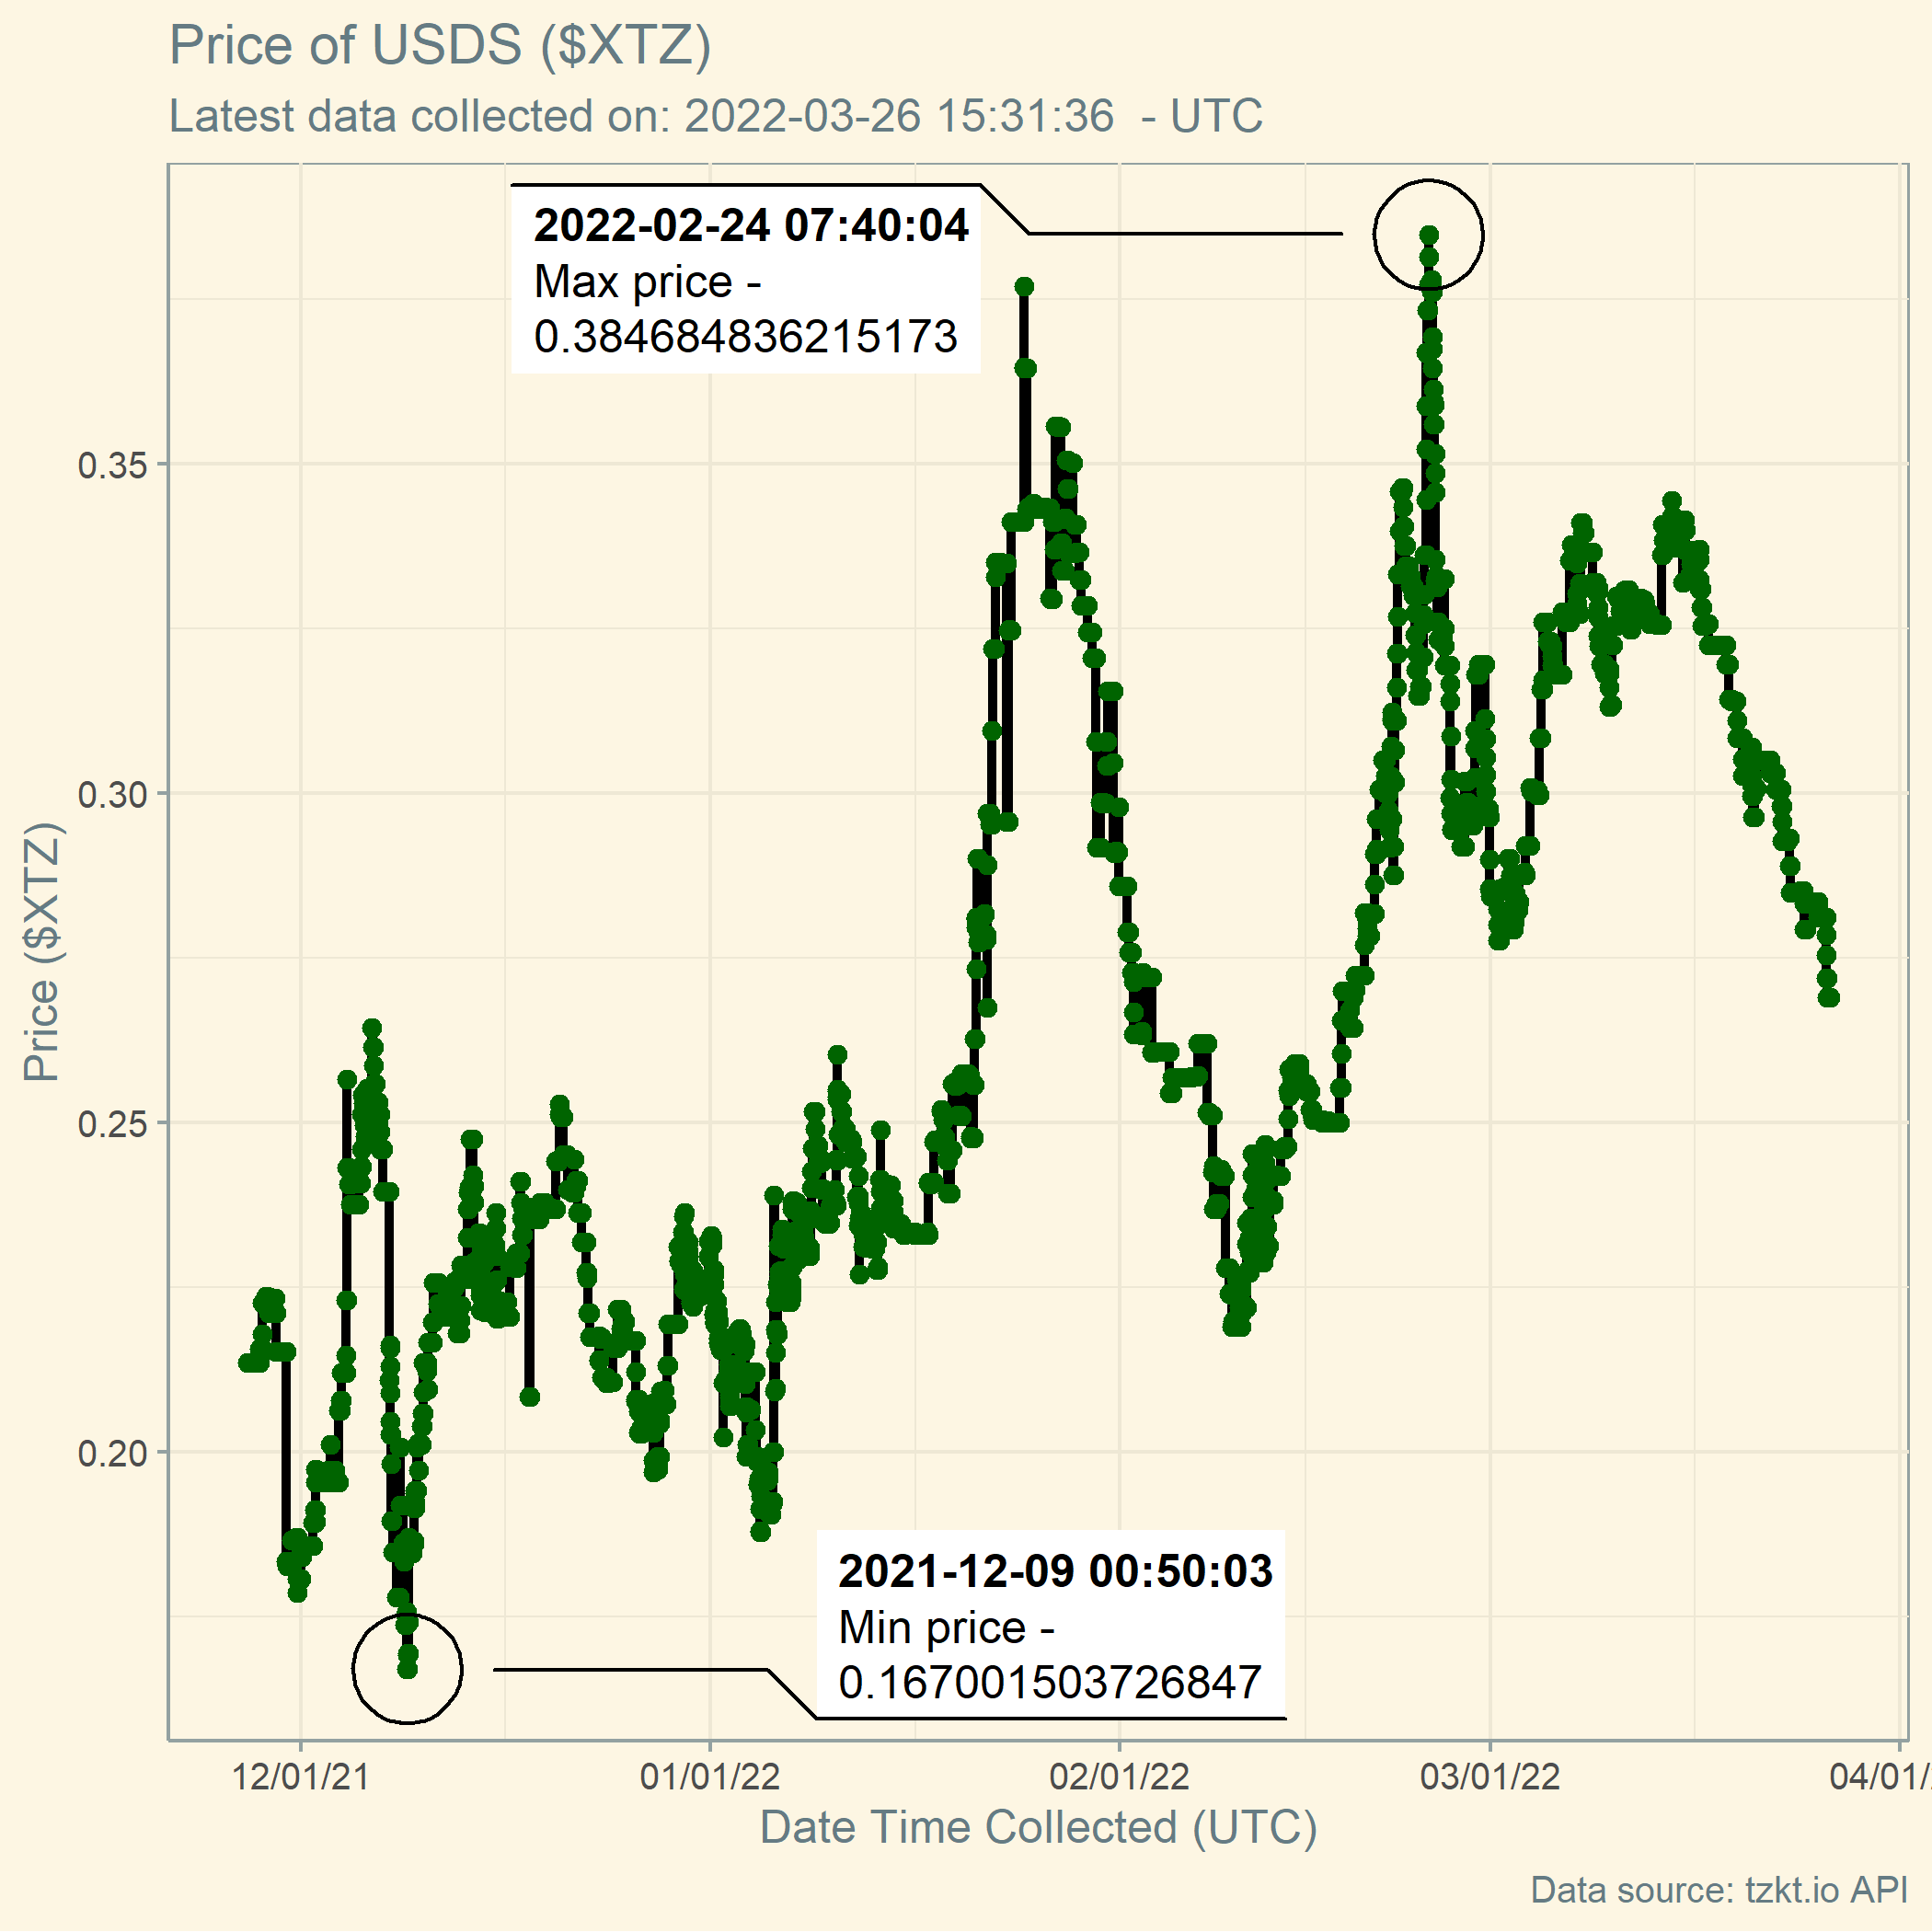 Price of USDS ($XTZ)
Latest data collected on: 2022-03-26 15:31:36  - UTC
2022-02-24 07:40:04
Max price -
0.384684836215173
0.35
0.30
0.25
0.20
Price ($XTZ)
2021-12-09 00:50:03
Min price -
0.167001503726847
12/01/21
01/01/22
02/01/22
03/01/22
04/01/
Date Time Collected (UTC)
Data source: tzkt.io API